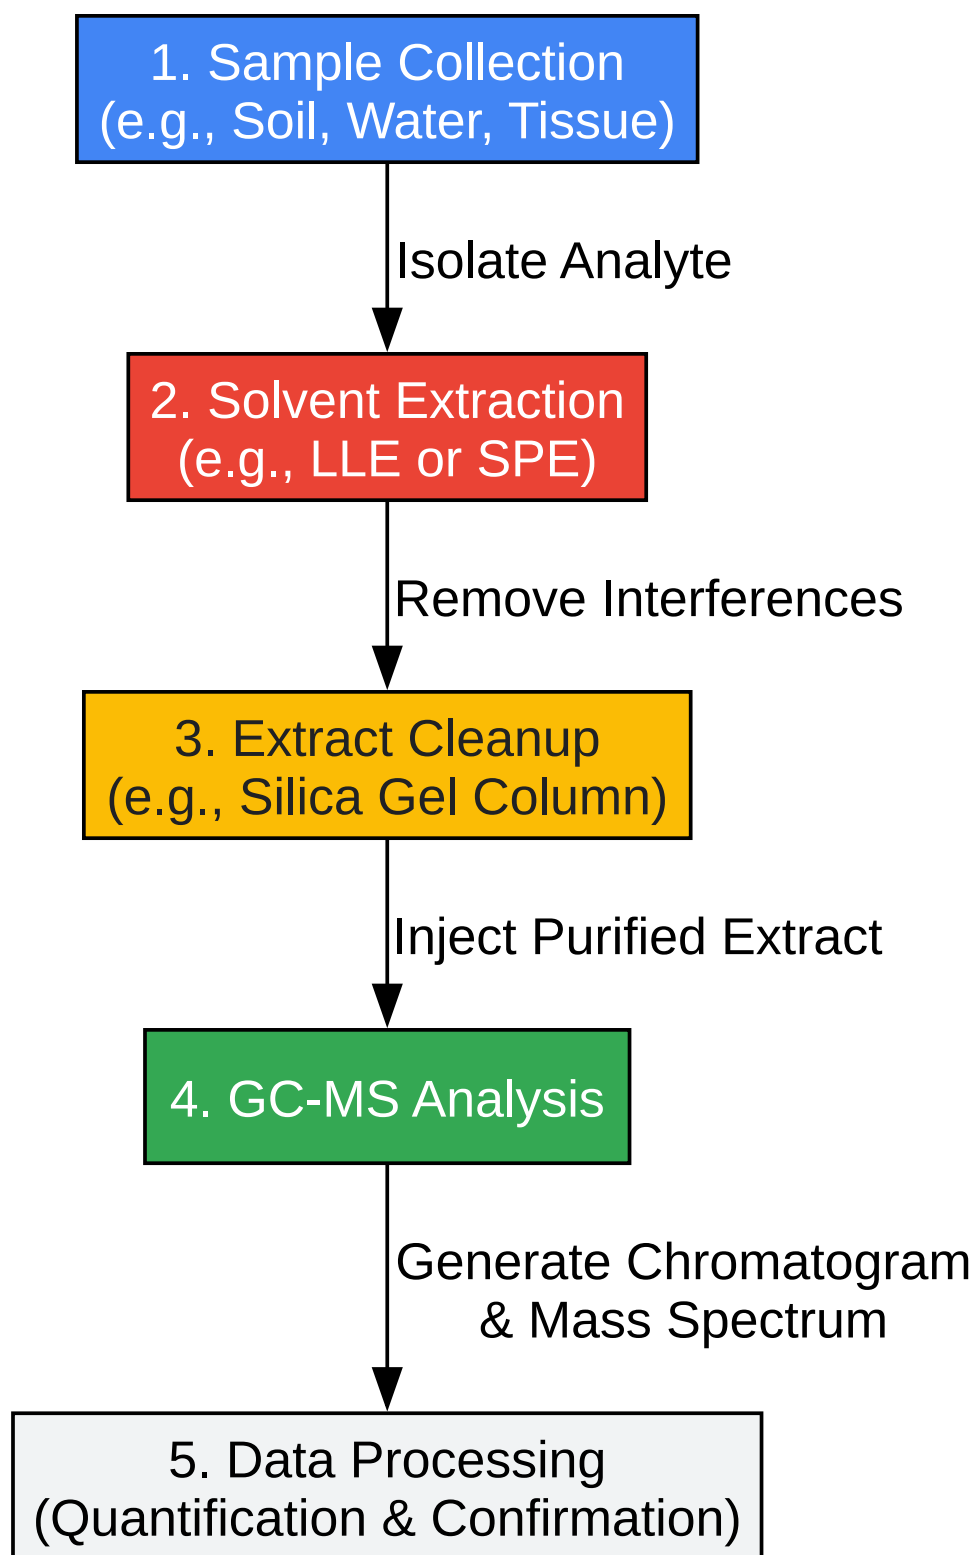 1. Sample Collection
(e.g., Soil, Water, Tissue)
Isolate Analyte
2. Solvent Extraction
(e.g., LLE or SPE)
Remove Interferences
3. Extract Cleanup
(e.g., Silica Gel Column)
Inject Purified Extract
4. GC-MS Analysis
Generate Chromatogram
& Mass Spectrum
5. Data Processing
(Quantification & Confirmation)